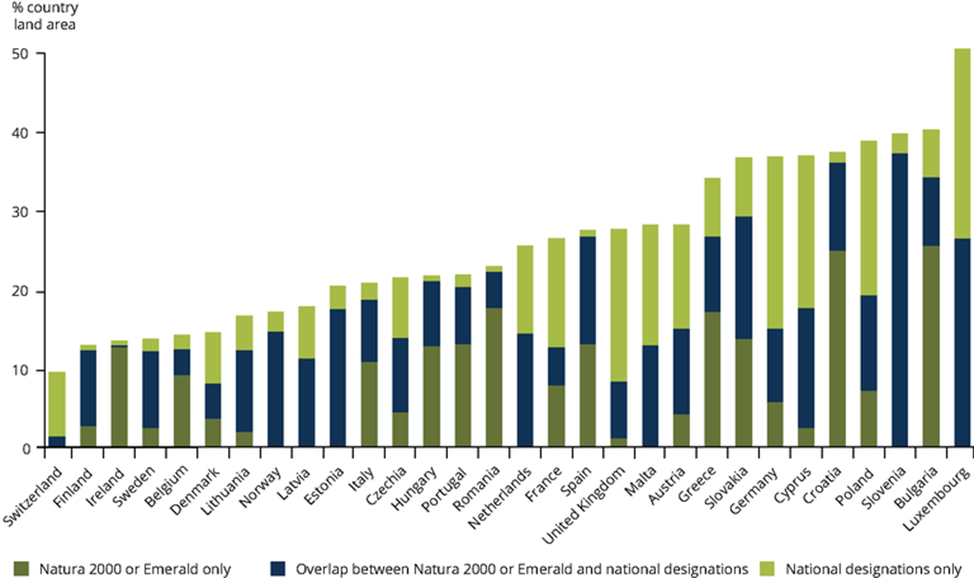 % country
land area
50
40
30
20
10
0
Switzerland
Finland
Ireland
Sweden
Belgium
Denmark
Lithuania
Norway
Latvia
Estonia
Italy
Czechia
Hungary
Portugal
Romania
Netherlands
France
Spain
United Kingdom
Malta
Austria
Greece
Slovakia
Germany
Cyprus
Croatia
Poland
Slovenia
Bulgaria
Luxembourg
Natura 2000 or Emerald only
Overlap between Natura 2000 or Emerald and national designations
National designations only